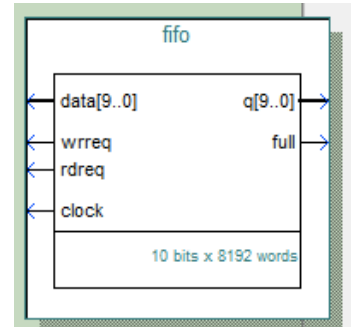 fifo
data[9..0] q[9..0]
wrreq full
rdreq
clock
10 bits x 8192 words